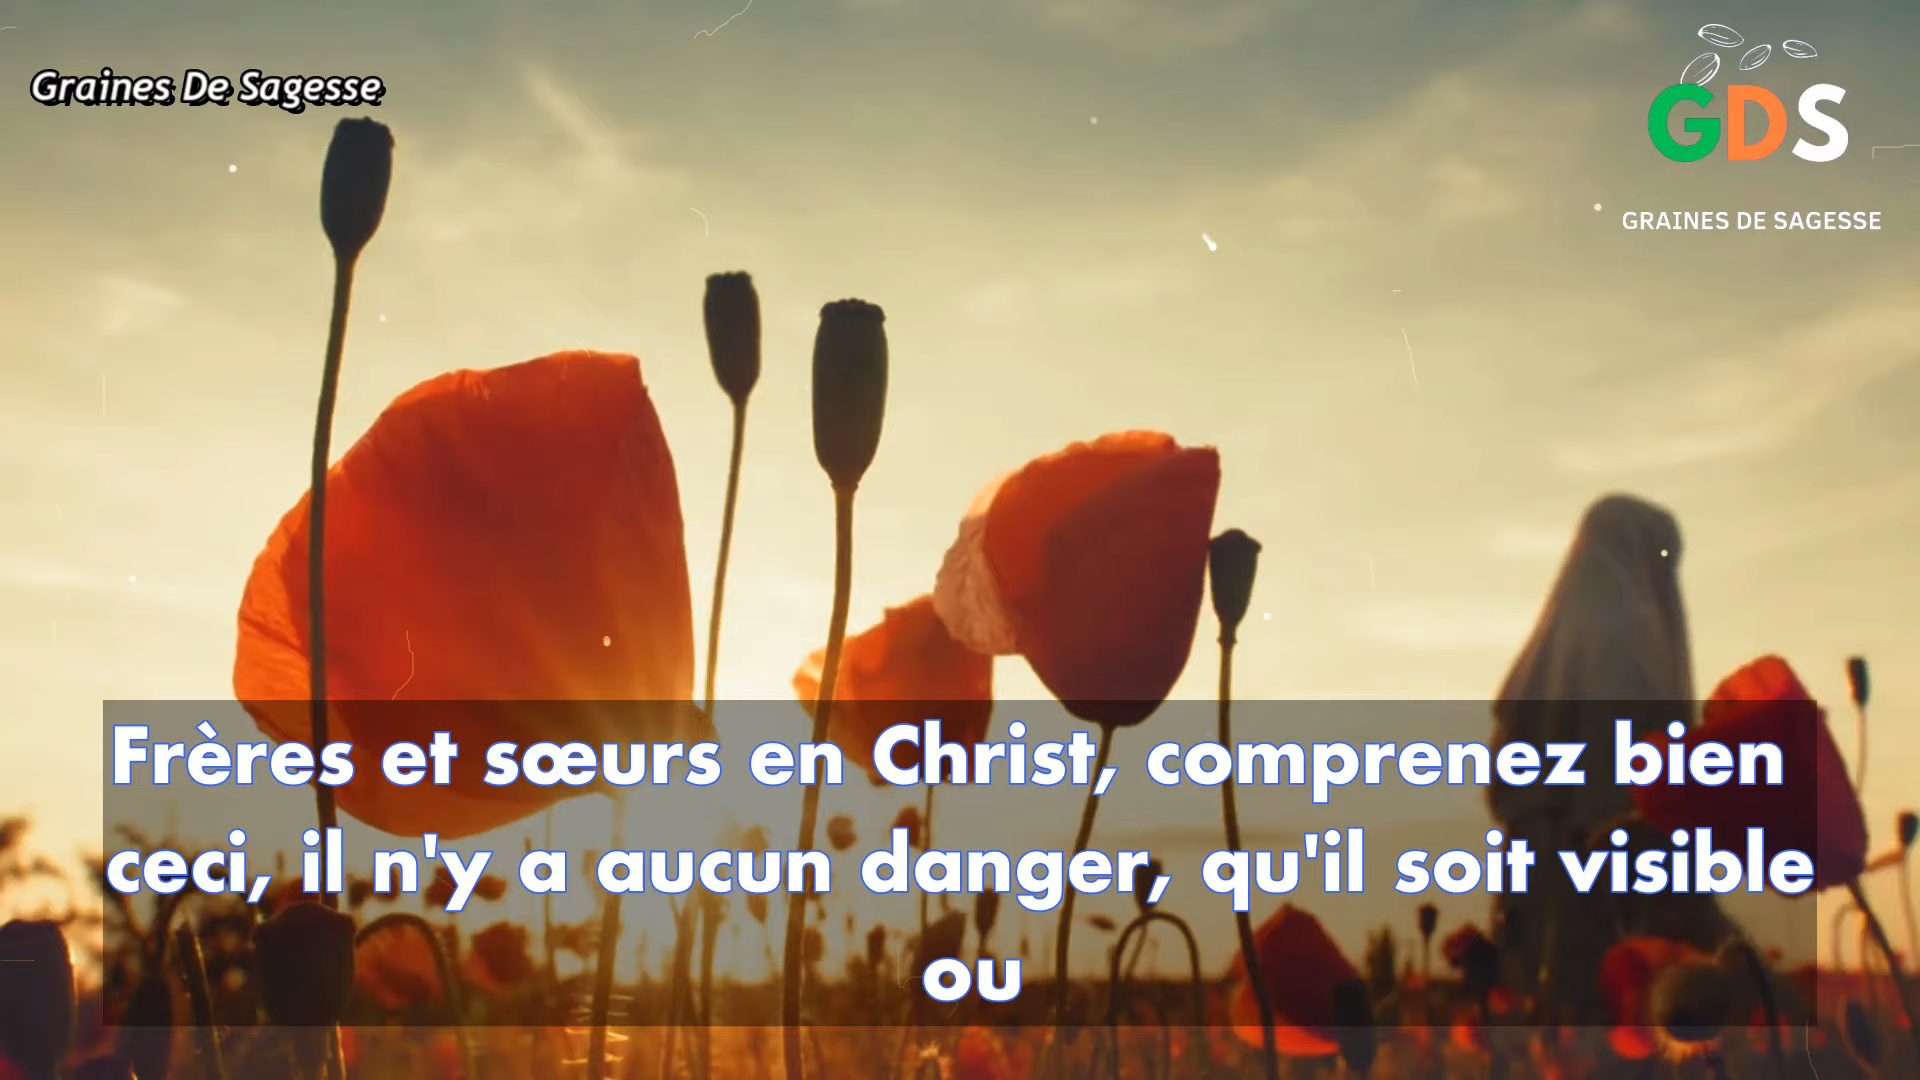 Graines De Sagesse
GDS
GRAINES DE SAGESSE
Frères et sœurs en Christ, comprenez bien
ceci, il n'y a aucun danger, qu'il soit visible
ou